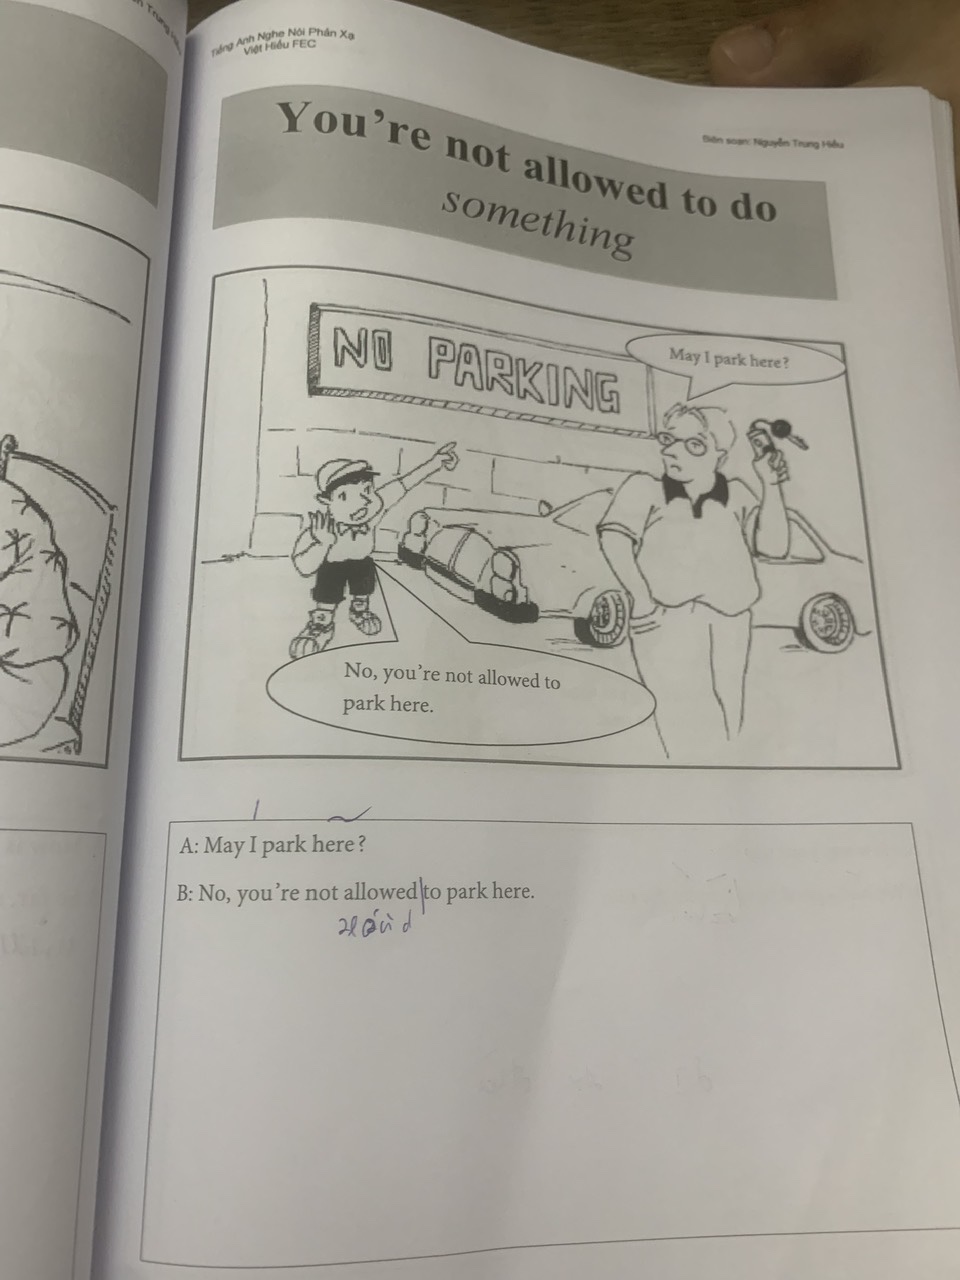 Tiếng Anh Nghe Nói Phản Xạ
Việt Hiếu FEC
Biên soạn: Nguyễn Trung Hiếu
You're not allowed to do
something
NO PARKING
May I park here?
No, you're not allowed to
park here.
A: May I park here?
B: No, you're not allowed to park here.